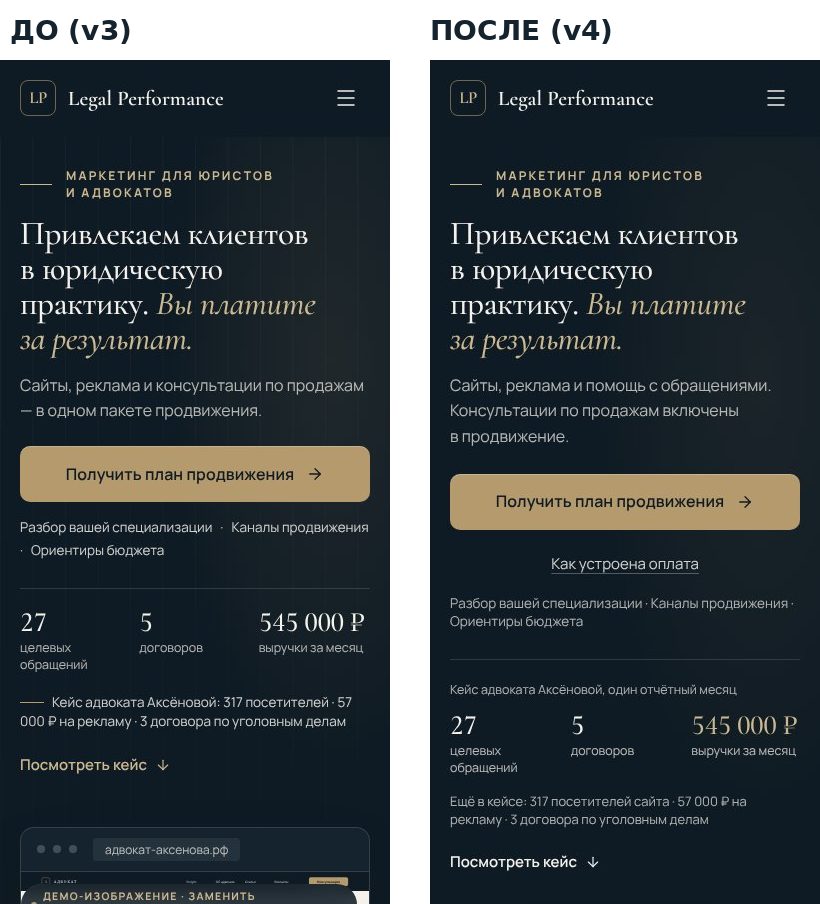 ДО (v3)
LP Legal Performance
МАРКЕТИНГ ДЛЯ ЮРИСТОВ
И АДВОКАТОВ
Привлекаем клиентов
в юридическую
практику. Вы платите
за результат.
Сайты, реклама и консультации по продажам
— в одном пакете продвижения.
Получить план продвижения →
Разбор вашей специализации · Каналы продвижения
· Ориентиры бюджета
27 5 545 000 ₽
целевых договоров выручки за месяц
обращений
Кейс адвоката Аксёновой: 317 посетителей · 57
000 ₽ на рекламу · 3 договора по уголовным делам
Посмотреть кейс ↓
адвокат-аксенова.рф
АДВОКАТ
ДЕМО-ИЗОБРАЖЕНИЕ · ЗАМЕНИТЬ
ПОСЛЕ (v4)
LP Legal Performance
МАРКЕТИНГ ДЛЯ ЮРИСТОВ
И АДВОКАТОВ
Привлекаем клиентов
в юридическую
практику. Вы платите
за результат.
Сайты, реклама и помощь с обращениями.
Консультации по продажам включены
в продвижение.
Получить план продвижения →
Как устроена оплата
Разбор вашей специализации · Каналы продвижения ·
Ориентиры бюджета
Кейс адвоката Аксёновой, один отчётный месяц
27 5 545 000 ₽
целевых договоров выручки за месяц
обращений
Ещё в кейсе: 317 посетителей сайта · 57 000 ₽ на
рекламу · 3 договора по уголовным делам
Посмотреть кейс ↓